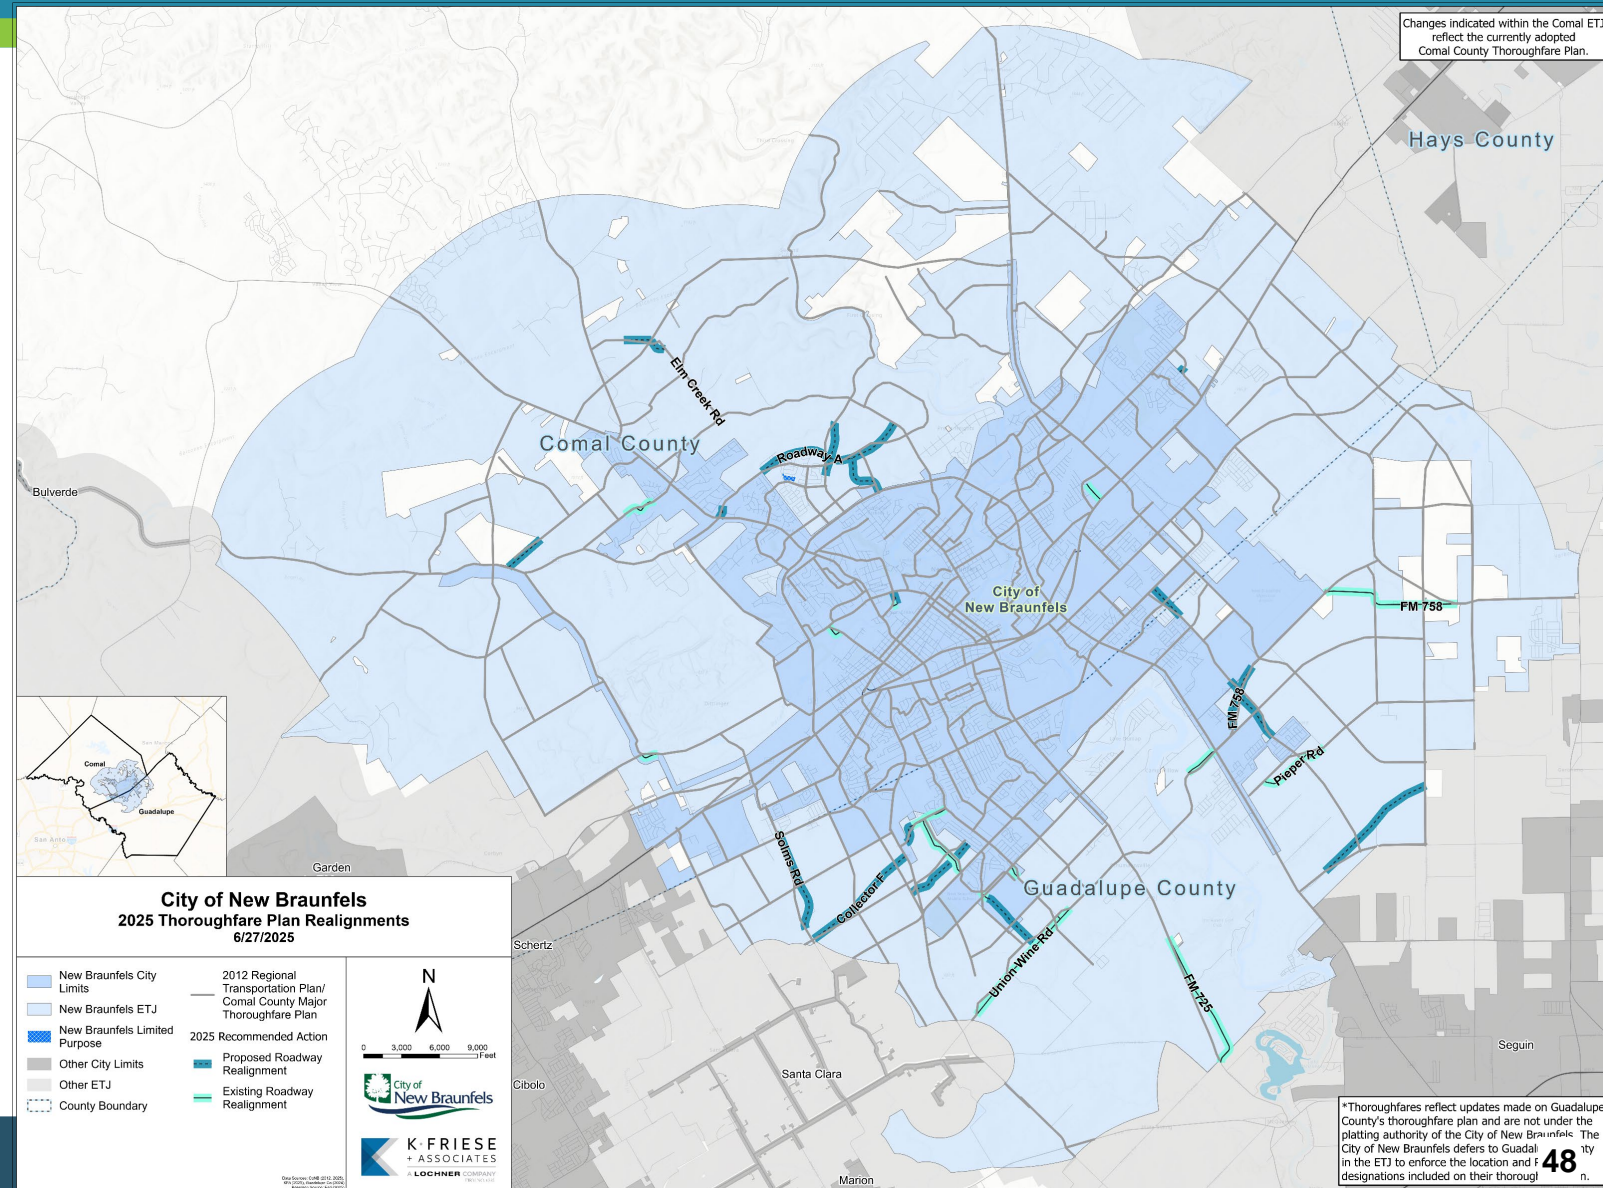 Changes indicated within the Comal ETJ
reflect the currently adopted
Comal County Thoroughfare Plan.
Hays County
Elm Creek Rd
Comal County
Roadway A
Bulverde
City of
New Braunfels
FM 758
FM 758
Pieper Rd
Comal
Guadalupe
Solms Rd
Collector F
Guadalupe County
Union Wine Rd
FM 725
Garden
Schertz
Cibolo
Santa Clara
Marion
Seguin
City of New Braunfels
2025 Thoroughfare Plan Realignments
6/27/2025
New Braunfels City
Limits
New Braunfels ETJ
New Braunfels Limited
Purpose
Other City Limits
Other ETJ
County Boundary
2012 Regional
Transportation Plan/
Comal County Major
Thoroughfare Plan
2025 Recommended Action
Proposed Roadway
Realignment
Existing Roadway
Realignment
N
0 3,000 6,000 9,000
Feet
City of
New Braunfels
K FRIESE
+ ASSOCIATES
A LOCHNER COMPANY
*Thoroughfares reflect updates made on Guadalupe
County's thoroughfare plan and are not under the
platting authority of the City of New Braunfels. The
City of New Braunfels defers to
in the ETJ to enforce the location and
designations included on their
48